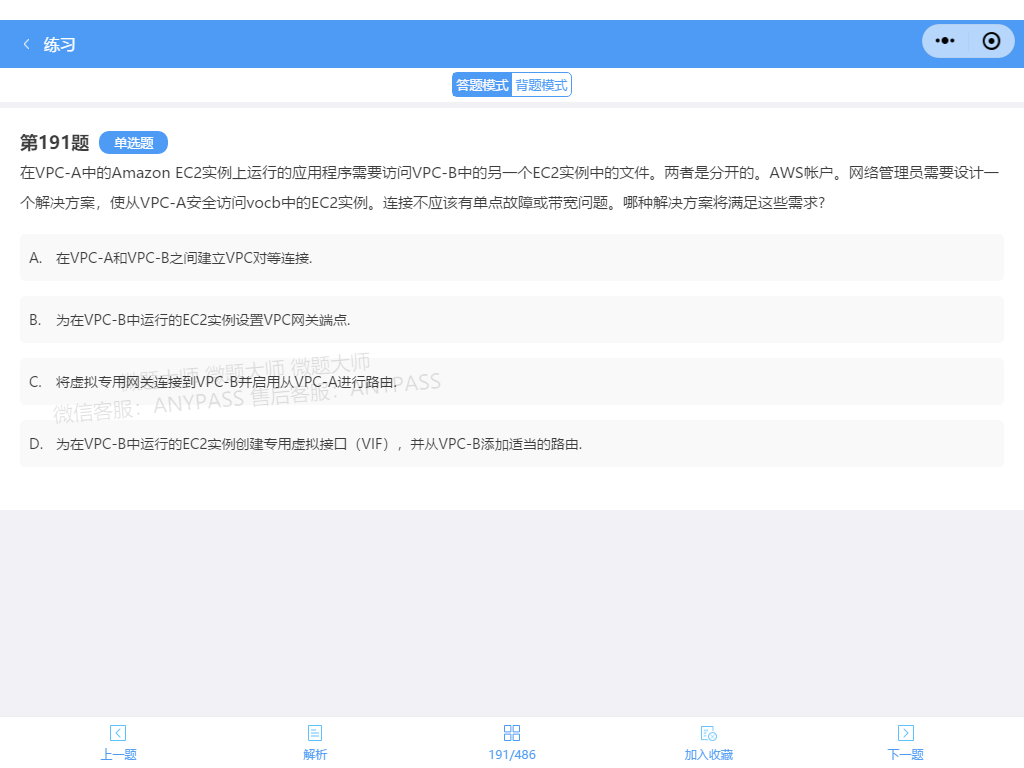 练习
答题模式 背题模式
第191题 单选题
在VPC-A中的Amazon EC2实例上运行的应用程序需要访问VPC-B中的另一个EC2实例中的文件。两者是分开的。AWS帐户。网络管理员需要设计一
个解决方案，使从VPC-A安全访问vocb中的EC2实例。连接不应该有单点故障或带宽问题。哪种解决方案将满足这些需求?
A. 在VPC-A和VPC-B之间建立VPC对等连接.
B. 为在VPC-B中运行的EC2实例设置VPC网关端点.
微题大师 微题大师 微题大师
C. 将虚拟专用网关连接到VPC-B并启用从VPC-A进行路由.
微信客服：ANYPASS 售后客服：ANYPASS
D. 为在VPC-B中运行的EC2实例创建专用虚拟接口（VIF），并从VPC-B添加适当的路由.
上一题 解析 191/486 加入收藏 下一题